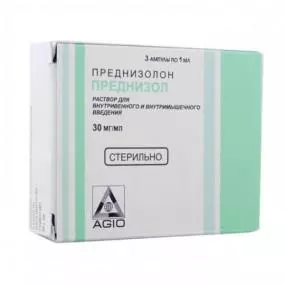 3 АМПУЛЫ ПО 1 МЛ
ПРЕДНИЗОЛОН
ПРЕДНИЗОЛ
РАСТВОР ДЛЯ
ВНУТРИВЕННОГО И ВНУТРИМЫШЕЧНОГО
ВВЕДЕНИЯ
30 МГ/МЛ
СТЕРИЛЬНО
AGIO